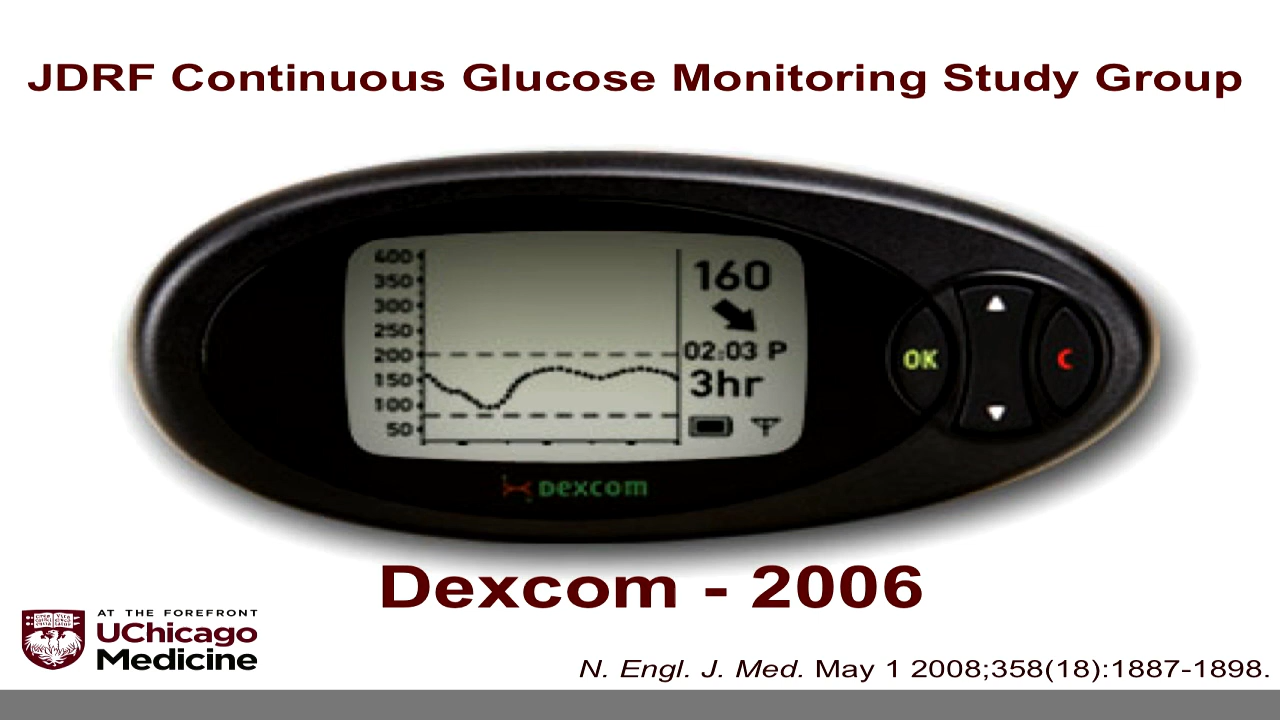 JDRF Continuous Glucose Monitoring Study Group
400
350
300
250
200
150
100
50
160
02:03 P
3hr
OK
C
DEXCOM
Dexcom - 2006
AT THE FOREFRONT
UChicago
Medicine
N. Engl. J. Med. May 1 2008;358(18):1887-1898.